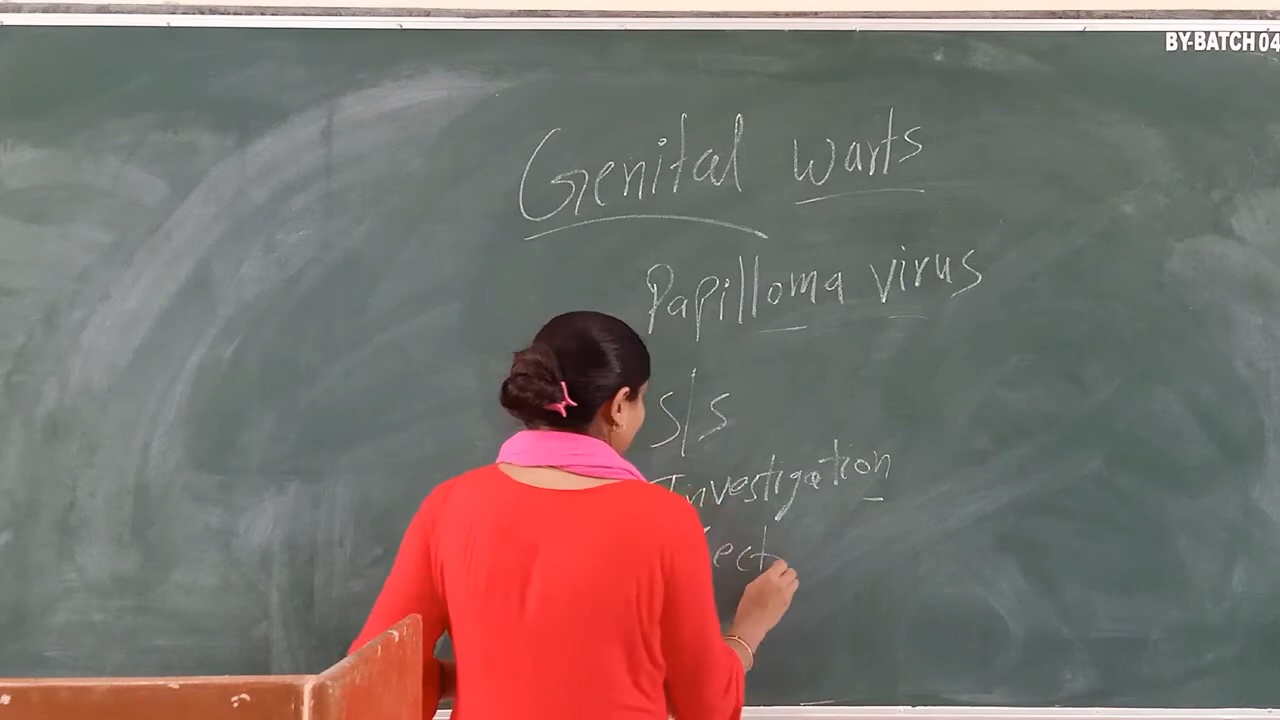 BY-BATCH 04
Genital warts
Papilloma virus
S/S
Investigation